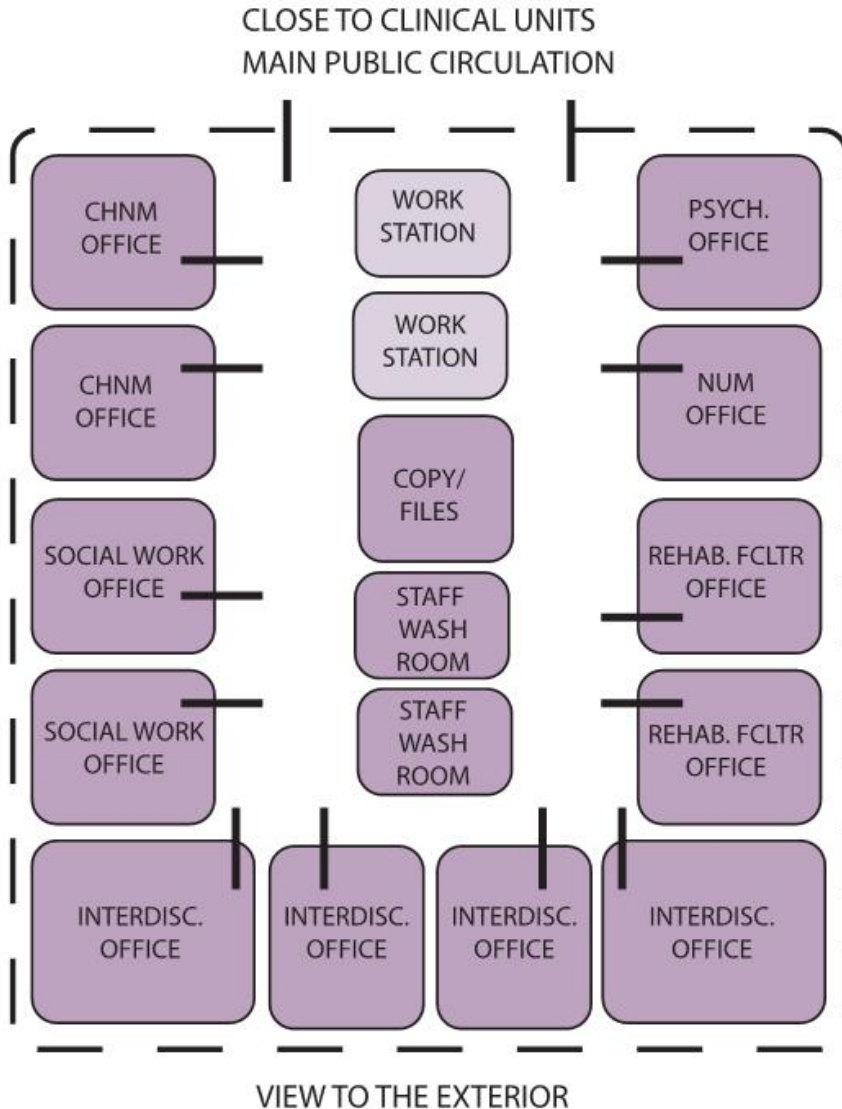 CLOSE TO CLINICAL UNITS
MAIN PUBLIC CIRCULATION
CHNM
OFFICE
WORK
STATION
PSYCH.
OFFICE
CHNM
OFFICE
WORK
STATION
NUM
OFFICE
COPY/
FILES
SOCIAL WORK
OFFICE
STAFF
WASH
ROOM
REHAB. FCLTR
OFFICE
SOCIAL WORK
OFFICE
STAFF
WASH
ROOM
REHAB. FCLTR
OFFICE
INTERDISC.
OFFICE
INTERDISC.
OFFICE
INTERDISC.
OFFICE
INTERDISC.
OFFICE
VIEW TO THE EXTERIOR